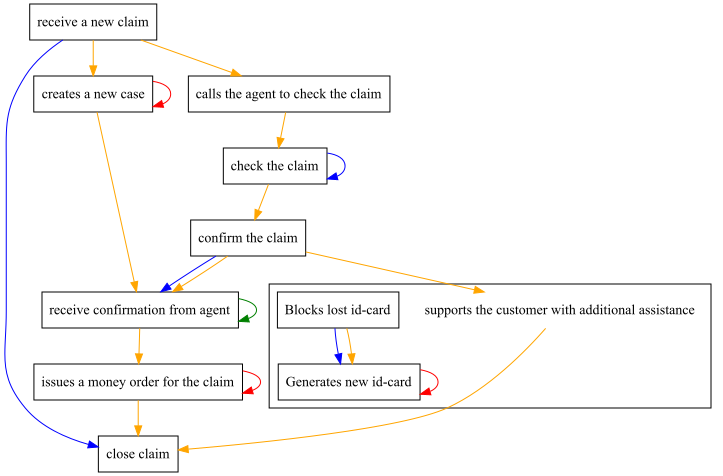 receive a new claim
creates a new case
calls the agent to check the claim
check the claim
confirm the claim
receive confirmation from agent
Blocks lost id-card
supports the customer with additional assistance
issues a money order for the claim
Generates new id-card
close claim